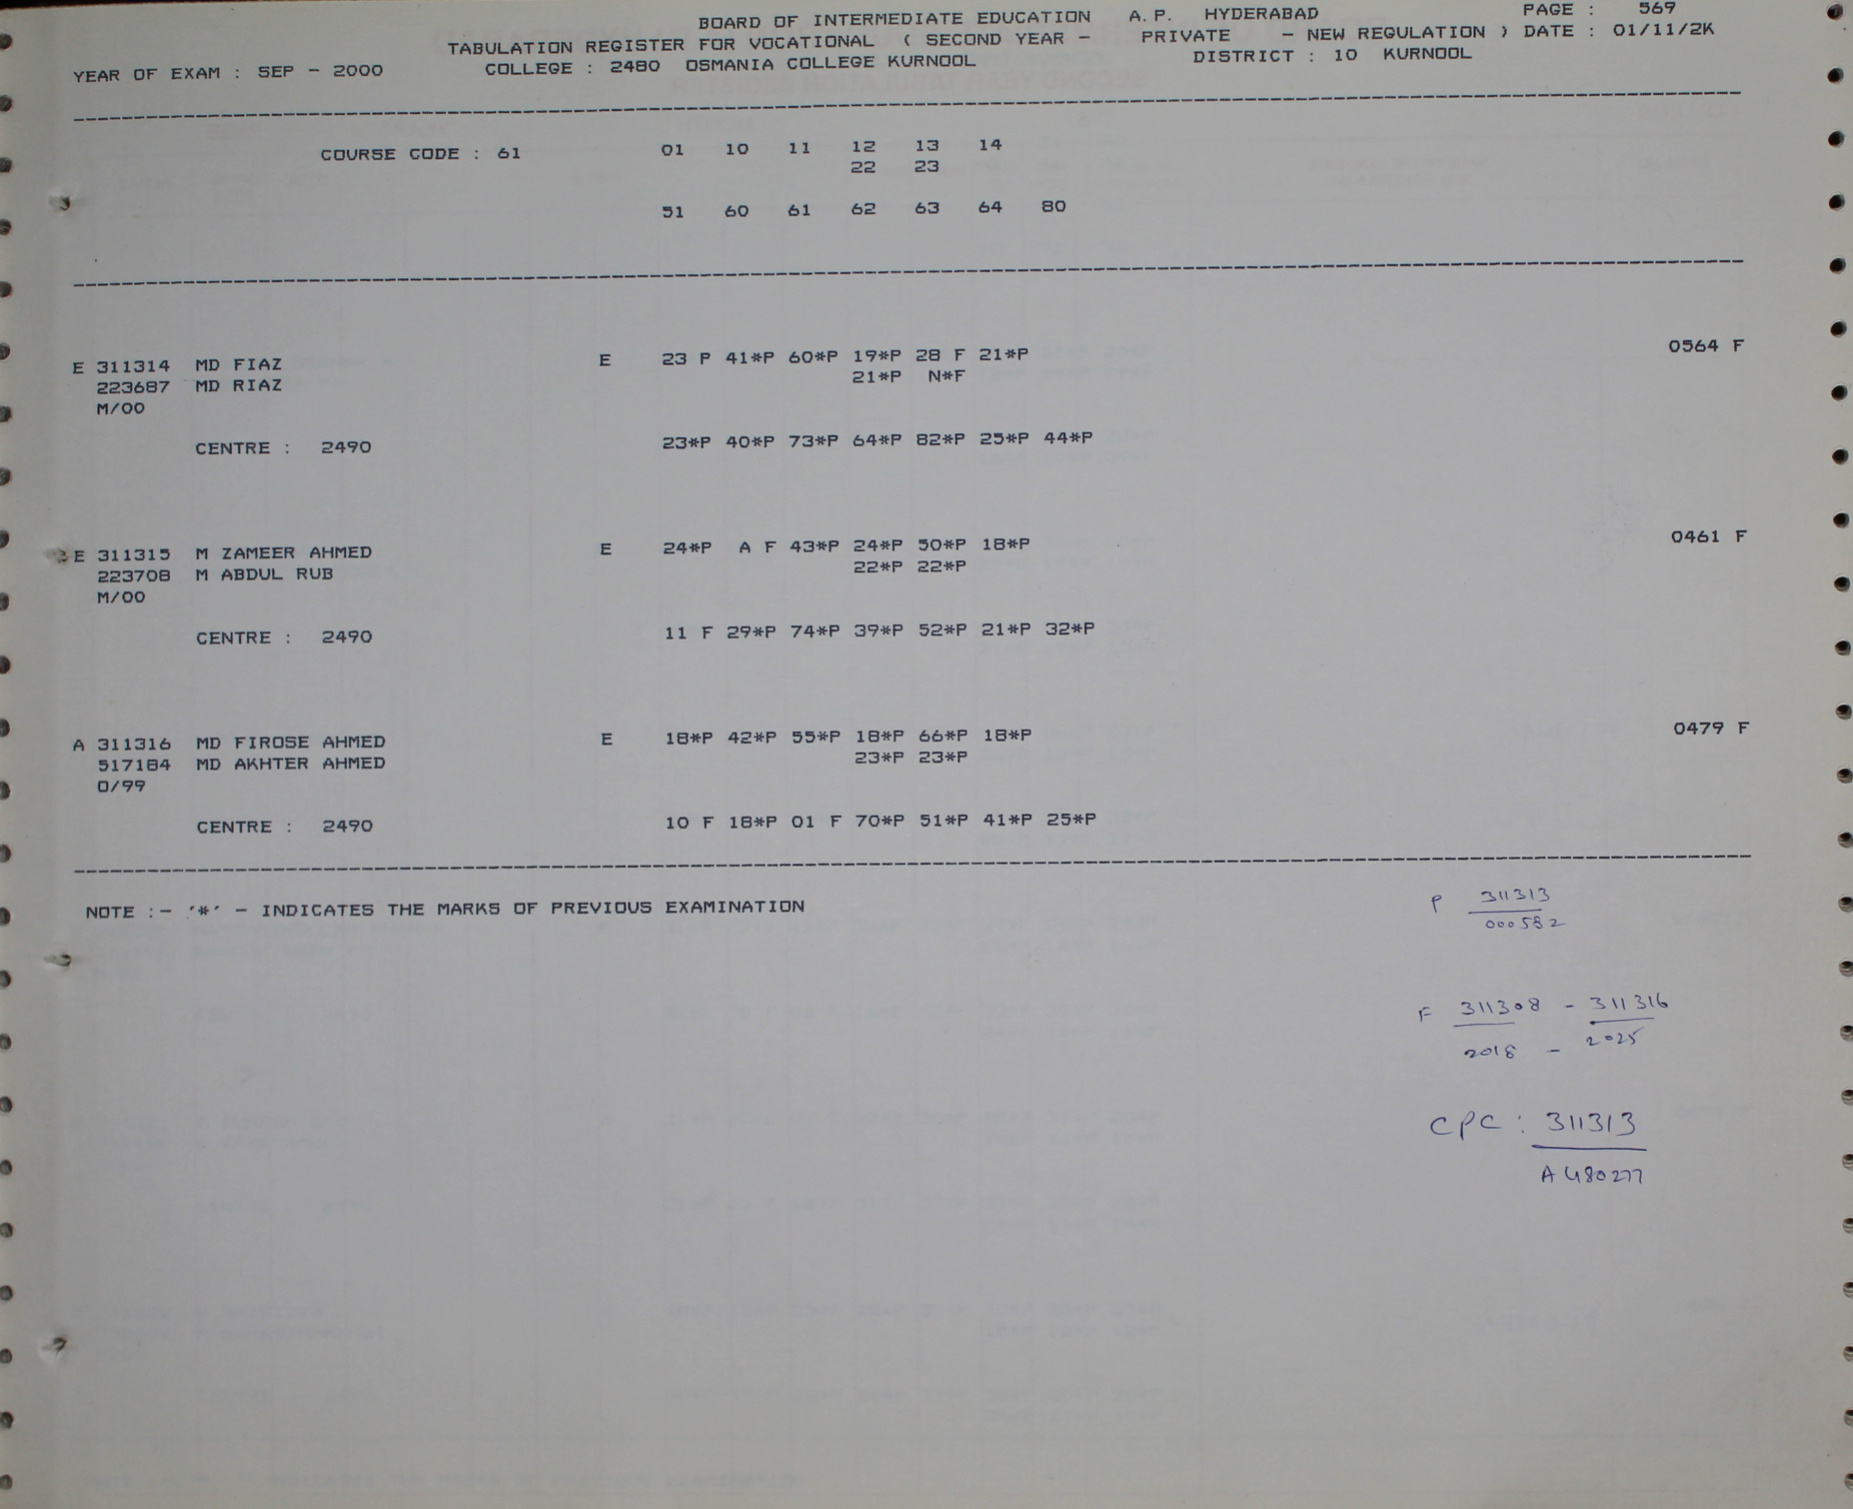 BOARD OF INTERMEDIATE EDUCATION A.P. HYDERABAD PAGE : 569
TABULATION REGISTER FOR VOCATIONAL ( SECOND YEAR - PRIVATE - NEW REGULATION ) DATE : 01/11/2K
YEAR OF EXAM : SEP - 2000 COLLEGE : 2480 OSMANIA COLLEGE KURNOOL DISTRICT : 10 KURNOOL
COURSE CODE : 61 01 10 11 12 13 14
22 23
51 60 61 62 63 64 80
E 311314 MD FIAZ E 23 P 41*P 60*P 19*P 28 F 21*P 0564 F
223687 MD RIAZ 21*P N*F
M/00
CENTRE : 2490 23*P 40*P 73*P 64*P 82*P 25*P 44*P
E 311315 M ZAMEER AHMED E 24*P A F 43*P 24*P 50*P 18*P 0461 F
223708 M ABDUL RUB 22*P 22*P
M/00
CENTRE : 2490 11 F 29*P 74*P 39*P 52*P 21*P 32*P
A 311316 MD FIROSE AHMED E 18*P 42*P 55*P 18*P 66*P 18*P 0479 F
517184 MD AKHTER AHMED 23*P 23*P
O/99
CENTRE : 2490 10 F 18*P 01 F 70*P 51*P 41*P 25*P
NOTE :- '*' - INDICATES THE MARKS OF PREVIOUS EXAMINATION
P 311313
000582
F 311308 - 311316
2018 - 2025
CPC : 311313
A480277